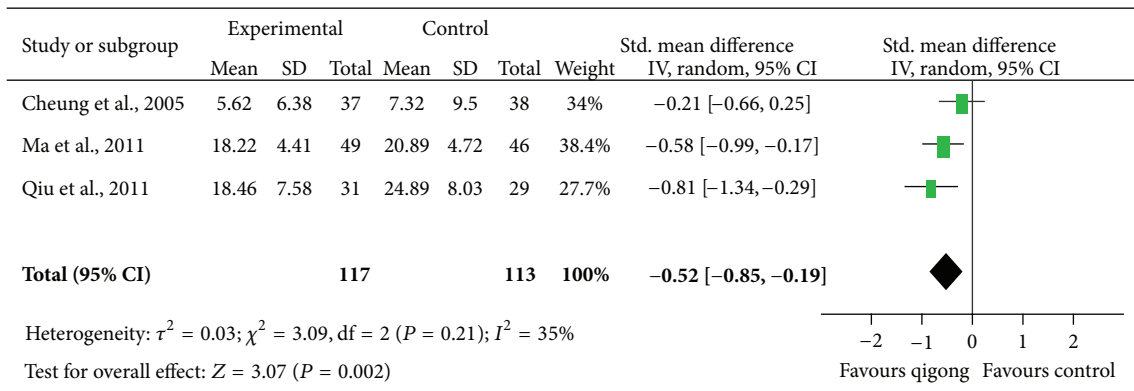 Study or subgroup Experimental Control Std. mean difference Std. mean difference
Mean SD Total Mean SD Total Weight IV, random, 95% CI IV, random, 95% CI
Cheung et al., 2005 5.62 6.38 37 7.32 9.5 38 34% −0.21 [−0.66, 0.25]
Ma et al., 2011 18.22 4.41 49 20.89 4.72 46 38.4% −0.58 [−0.99, −0.17]
Qiu et al., 2011 18.46 7.58 31 24.89 8.03 29 27.7% −0.81 [−1.34, −0.29]
Total (95% CI) 117 113 100% −0.52 [−0.85, −0.19]
Heterogeneity: τ² = 0.03; χ² = 3.09, df = 2 (P = 0.21); I² = 35%
−2 −1 0 1 2
Test for overall effect: Z = 3.07 (P = 0.002)
Favours qigong Favours control